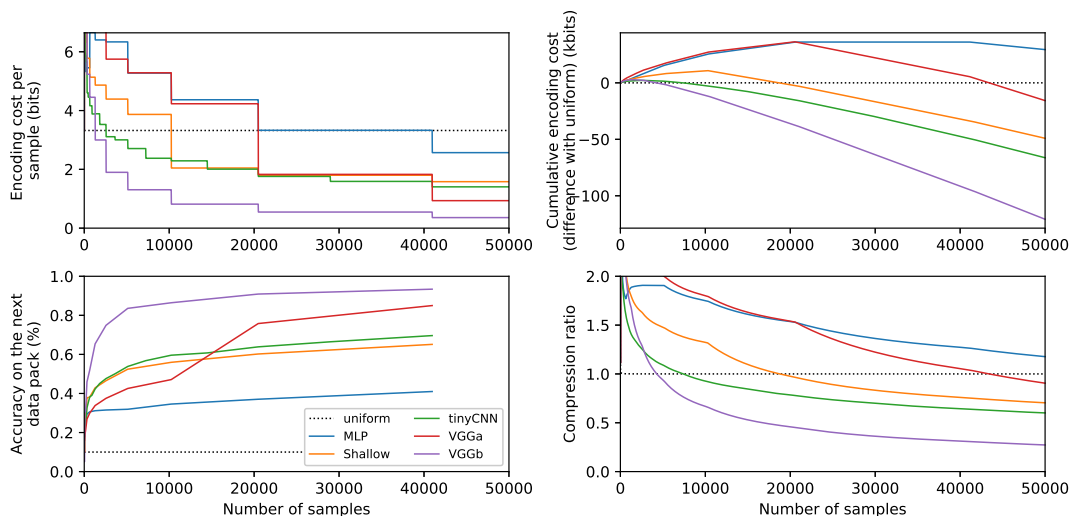 Encoding cost per
sample (bits)
6
4
2
0
0 10000 20000 30000 40000 50000
Cumulative encoding cost
(difference with uniform) (kbits)
0
−50
−100
0 10000 20000 30000 40000 50000
Accuracy on the next
data pack (%)
1.0
0.8
0.6
0.4
0.2
0.0
uniform
MLP
Shallow
tinyCNN
VGGa
VGGb
0 10000 20000 30000 40000 50000
Number of samples
Compression ratio
2.0
1.5
1.0
0.5
0.0
0 10000 20000 30000 40000 50000
Number of samples